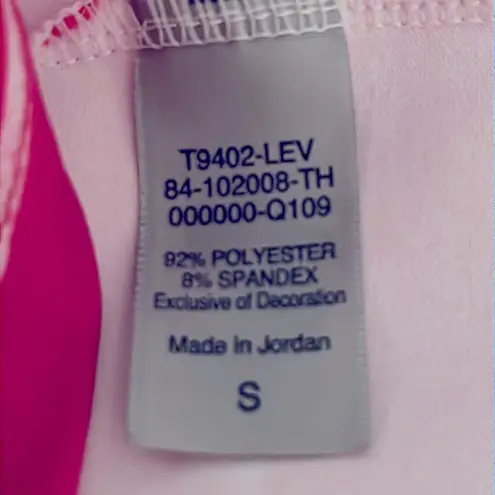 T9402-LEV
84-102008-TH
000000-Q109
92% POLYESTER
8% SPANDEX
Exclusive of Decoration
Made in Jordan
S